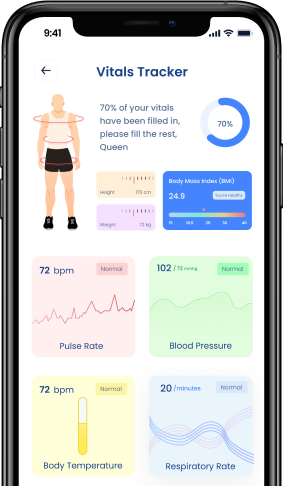 9:41
Vitals Tracker
70% of your vitals
have been filled in,
please fill the rest,
Queen
70%
Height 170 cm
Weight 72 kg
Body Mass Index (BMI)
24.9
You're Healthy
15 18.5 25 30 40
72 bpm Normal
Pulse Rate
102 / 72 mmHg Normal
Blood Pressure
72 bpm Normal
Body Temperature
20 /minutes Normal
Respiratory Rate